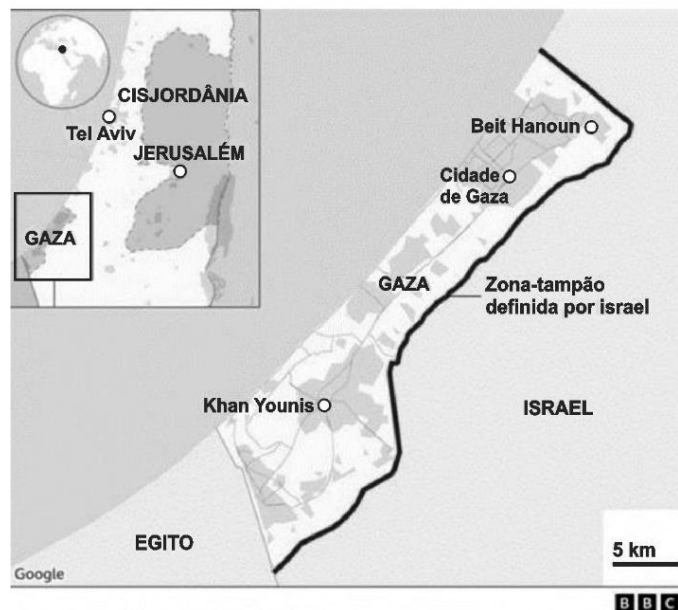 CISJORDÂNIA
Tel Aviv
JERUSALÉM
GAZA
Beit Hanoun
Cidade
de Gaza
GAZA
Zona-tampão
definida por israel
Khan Younis
ISRAEL
EGITO
5 km
Google
BBC